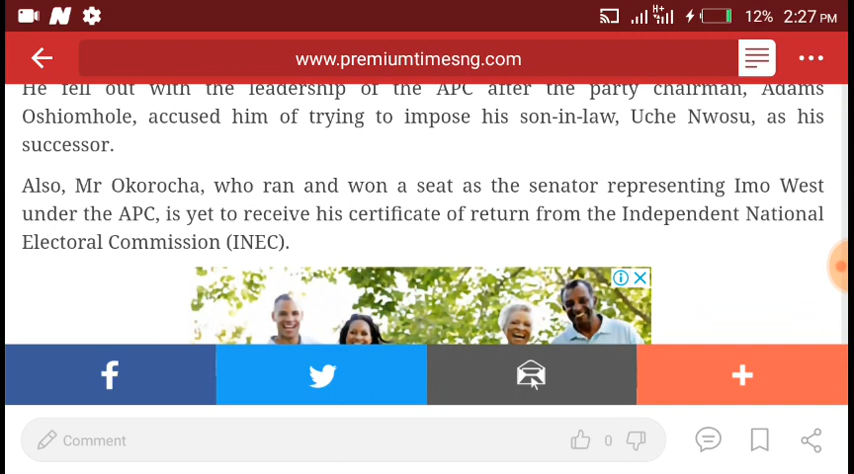 H+
12% 2:27 PM
www.premiumtimesng.com
He fell out with the leadership of the APC after the party chairman, Adams
Oshiomhole, accused him of trying to impose his son-in-law, Uche Nwosu, as his
successor.
Also, Mr Okorocha, who ran and won a seat as the senator representing Imo West
under the APC, is yet to receive his certificate of return from the Independent National
Electoral Commission (INEC).
Comment
0